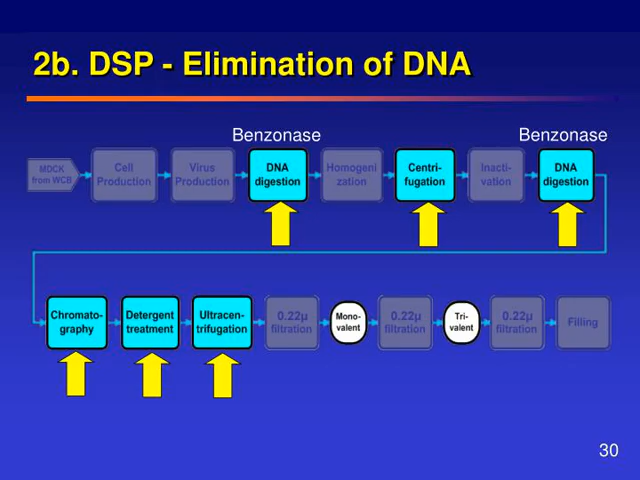 2b. DSP - Elimination of DNA
Benzonase
Benzonase
MDCK
from WCB
Cell
Production
Virus
Production
DNA
digestion
Homogeni
zation
Centri-
fugation
Inacti-
vation
DNA
digestion
Chromato-
graphy
Detergent
treatment
Ultracen-
trifugation
0.22µ
filtration
Mono-
valent
0.22µ
filtration
Tri-
valent
0.22µ
filtration
Filling
30